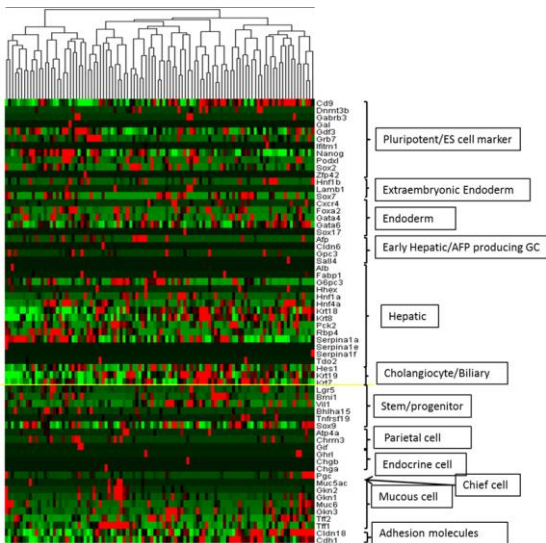 Cd9
Dnmt3b
Gabrb3
Gal
Gdf3
Grb7
Ifitm1
Nanog
Podxl
Sox2
Zfp42
Hnf1b
Lamb1
Sox7
Cxcr4
Foxa2
Gata4
Gata6
Sox17
Afp
Cldn6
Gpc3
Sall4
Alb
Fabp1
G6pc3
Hhex
Hnf1a
Hnf4a
Krt18
Krt8
Pck2
Rbp4
Serpina1a
Serpina1e
Serpina1f
Tdo2
Hes1
Krt19
Krt7
Lgr5
Bmi1
Vil1
Bhlha15
Tnfrsf19
Sox9
Atp4a
Chrm3
Gif
Ghrl
Chgb
Chga
Pgc
Muc5ac
Gkn2
Gkn1
Muc6
Gkn3
Tff2
Tff1
Cldn18
Cdh1
Pluripotent/ES cell marker
Extraembryonic Endoderm
Endoderm
Early Hepatic/AFP producing GC
Hepatic
Cholangiocyte/Biliary
Stem/progenitor
Parietal cell
Endocrine cell
Chief cell
Mucous cell
Adhesion molecules